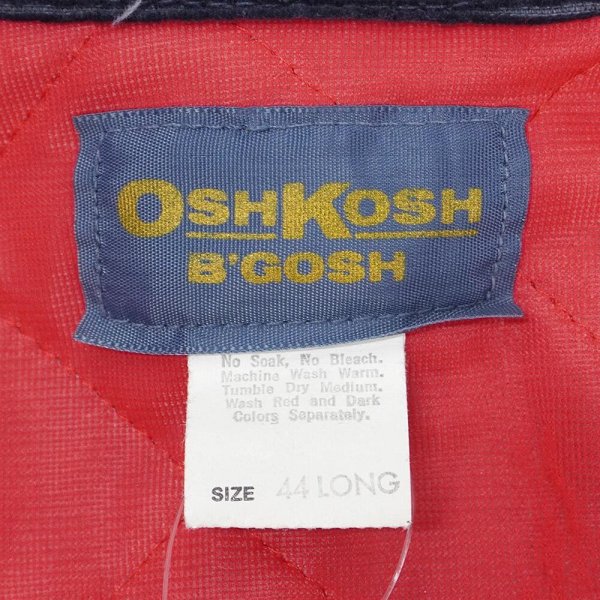 OSHKOSH
B'GOSH
No Soak, No Bleach.
Machine Wash Warm.
Tumble Dry Medium.
Wash Red and Dark
Colors Separately.
SIZE 44 LONG